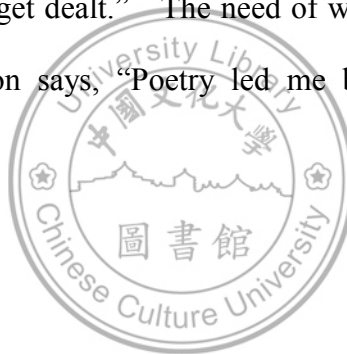 get dealt.” The need of w
on says, “Poetry led me b
University Library
中國文化大學
圖書館
Chinese Culture University